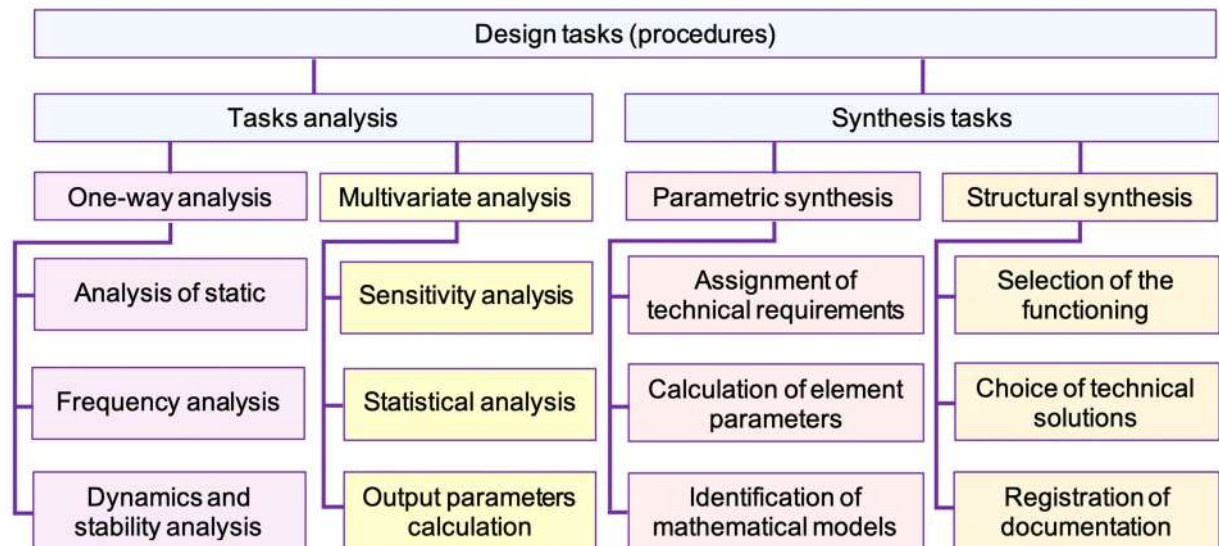 Design tasks (procedures)
Tasks analysis
Synthesis tasks
One-way analysis
Multivariate analysis
Parametric synthesis
Structural synthesis
Analysis of static
Sensitivity analysis
Assignment of
technical requirements
Selection of the
functioning
Frequency analysis
Statistical analysis
Calculation of element
parameters
Choice of technical
solutions
Dynamics and
stability analysis
Output parameters
calculation
Identification of
mathematical models
Registration of
documentation